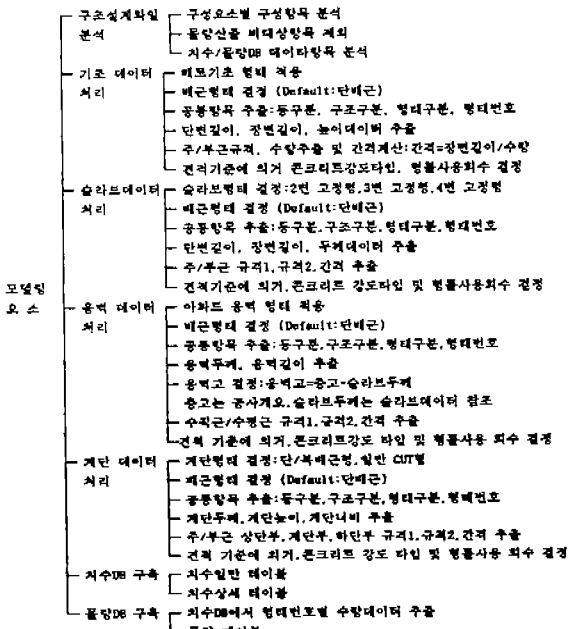 구조설계화일 구성요소별 구성항목 분석
분석 물량산출 비대상항목 제외
치수/물량DB 데이타항목 분석
기초 데이터 매트기초 형태 적용
처리 배근형태 결정 (Default:단배근)
공통항목 추출:동구분, 구조구분, 형태구분, 형태번호
단변길이, 장변길이, 높이데이터 추출
주/부근규격, 수량추출 및 간격계산:간격=장변길이/수량
견적기준에 의거 콘크리트강도타입, 형틀사용회수 결정
슬라브데이터 슬라브형태 결정:2변 고정형,3변 고정형,4변 고정형
처리 배근형태 결정 (Default:단배근)
공통항목 추출:동구분,구조구분,형태구분,형태번호
단변길이, 장변길이, 두께데이터 추출
주/부근 규격1,규격2,간격 추출
견적기준에 의거,콘크리트 강도타입 및 형틀사용회수 결정
모델링
요 소
옹벽 데이터 아파트 옹벽 형태 적용
처리 배근형태 결정 (Default:단배근)
공통항목 추출:동구분,구조구분,형태구분,형태번호
옹벽두께, 옹벽길이 추출
옹벽고 결정:옹벽고=층고-슬라브두께
층고는 공사개요,슬라브두께는 슬라브데이터 참조
수직근/수평근 규격1,규격2,간격 추출
견적 기준에 의거,콘크리트강도 타입 및 형틀사용 회수 결정
계단 데이터 계단형태 결정:단/복배근형,일반 CUT형
처리 배근형태 결정 (Default:단배근)
공통항목 추출:동구분,구조구분,형태구분,형태번호
계단두께,계단높이,계단너비 추출
주/부근 상단부,계단부,하단부 규격1,규격2,간격 추출
견적 기준에 의거,콘크리트 강도 타입 및 형틀사용 회수 결정
치수DB 구축 치수일반 테이블
치수상세 테이블
물량DB 구축 치수DB에서 형태번호별 수량데이터 추출